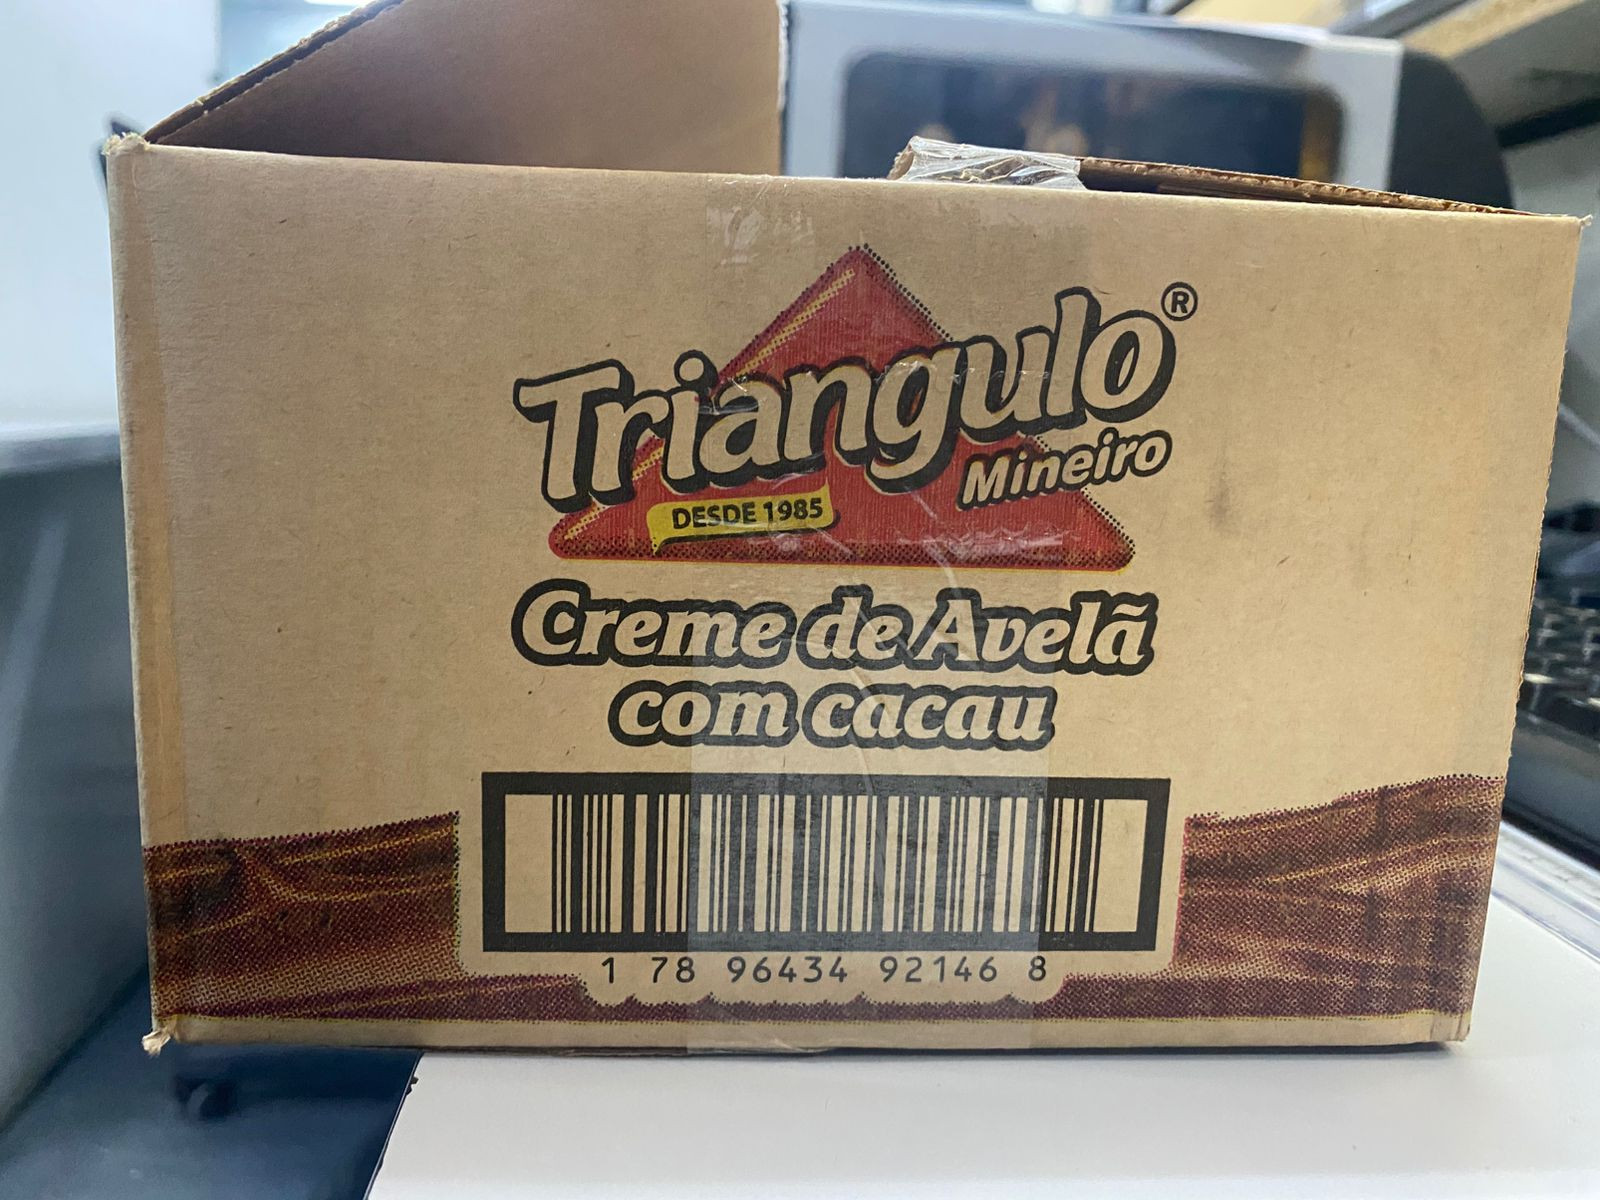 Triangulo®
Mineiro
DESDE 1985
Creme de Avelã
com cacau
1 78 96434 92146 8